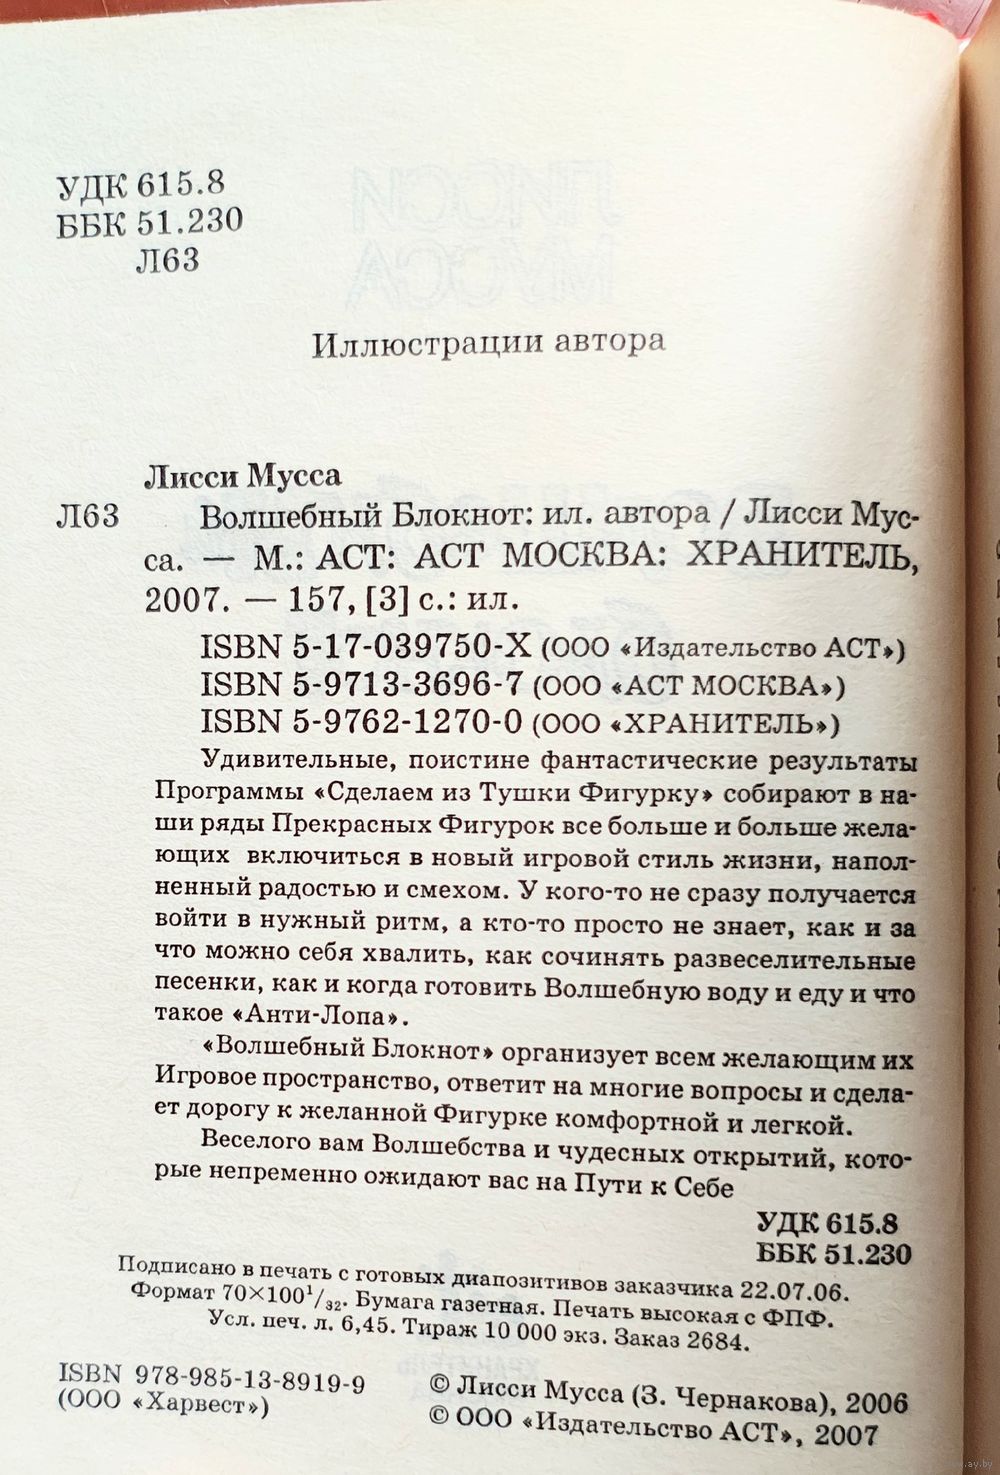 УДК 615.8
ББК 51.230
Л63
Иллюстрации автора
Лисси Мусса
Л63 Волшебный Блокнот: ил. автора / Лисси Мус-
са. — М.: АСТ: АСТ МОСКВА: ХРАНИТЕЛЬ,
2007. — 157, [3] с.: ил.
ISBN 5-17-039750-X (ООО «Издательство АСТ»)
ISBN 5-9713-3696-7 (ООО «АСТ МОСКВА»)
ISBN 5-9762-1270-0 (ООО «ХРАНИТЕЛЬ»)
Удивительные, поистине фантастические результаты
Программы «Сделаем из Тушки Фигурку» собирают в на-
ши ряды Прекрасных Фигурок все больше и больше жела-
ющих включиться в новый игровой стиль жизни, напол-
ненный радостью и смехом. У кого-то не сразу получается
войти в нужный ритм, а кто-то просто не знает, как и за
что можно себя хвалить, как сочинять развеселительные
песенки, как и когда готовить Волшебную воду и еду и что
такое «Анти-Лопа».
«Волшебный Блокнот» организует всем желающим их
Игровое пространство, ответит на многие вопросы и сдела-
ет дорогу к желанной Фигурке комфортной и легкой.
Веселого вам Волшебства и чудесных открытий, кото-
рые непременно ожидают вас на Пути к Себе
УДК 615.8
ББК 51.230
Подписано в печать с готовых диапозитивов заказчика 22.07.06.
Формат 70×100¹/₃₂. Бумага газетная. Печать высокая с ФПФ.
Усл. печ. л. 6,45. Тираж 10 000 экз. Заказ 2684.
ISBN 978-985-13-8919-9
(ООО «Харвест»)
© Лисси Мусса (З. Чернакова), 2006
© ООО «Издательство АСТ», 2007